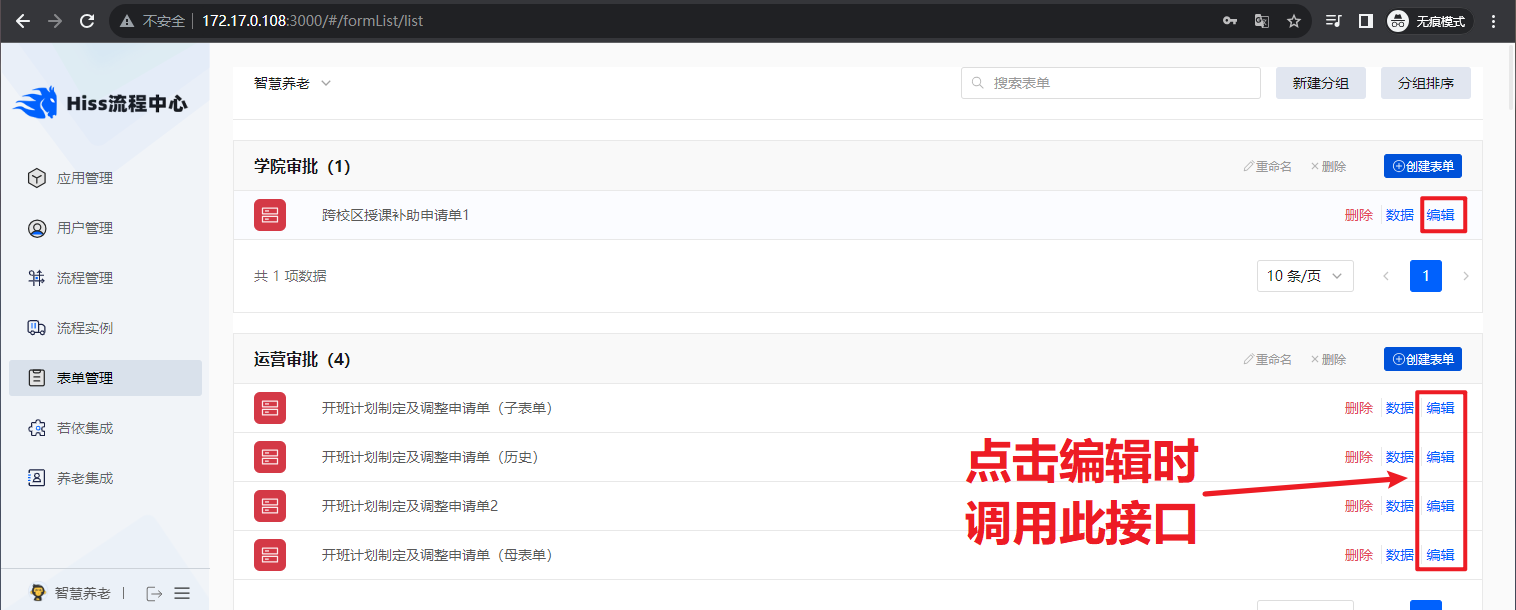 不安全 172.17.0.108:3000/#/formList/list 无痕模式
Hiss流程中心
应用管理
用户管理
流程管理
流程实例
表单管理
若依集成
养老集成
智慧养老
智慧养老 搜索表单 新建分组 分组排序
学院审批（1） 重命名 删除 创建表单
跨校区授课补助申请单1 删除 数据 编辑
共 1 项数据 10 条/页 1
运营审批（4） 重命名 删除 创建表单
开班计划制定及调整申请单（子表单） 删除 数据 编辑
开班计划制定及调整申请单（历史） 删除 数据 编辑
开班计划制定及调整申请单2 删除 数据 编辑
开班计划制定及调整申请单（母表单） 删除 数据 编辑
点击编辑时
调用此接口